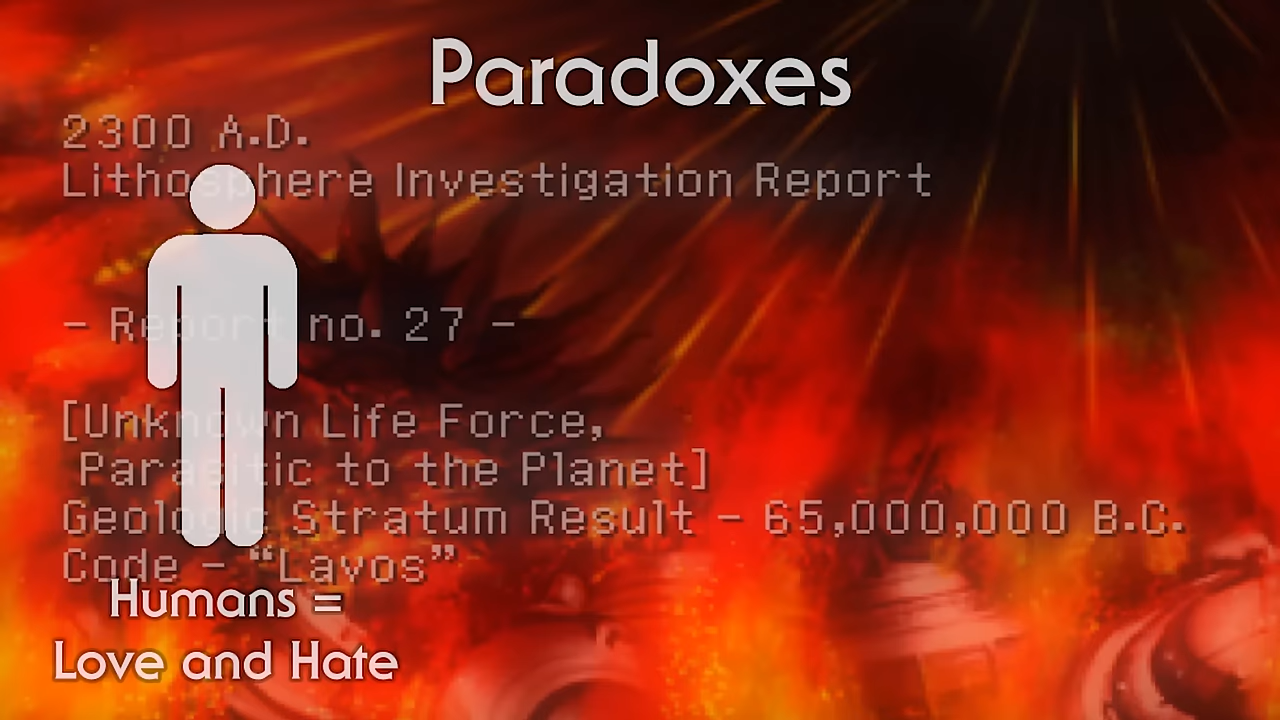 Paradoxes
2300 A.D.
Lithosphere Investigation Report
- Report no. 27 -
[Unknown Life Force,
Parasitic to the Planet]
Geologic Stratum Result - 65,000,000 B.C.
Code - “Lavos”
Humans =
Love and Hate